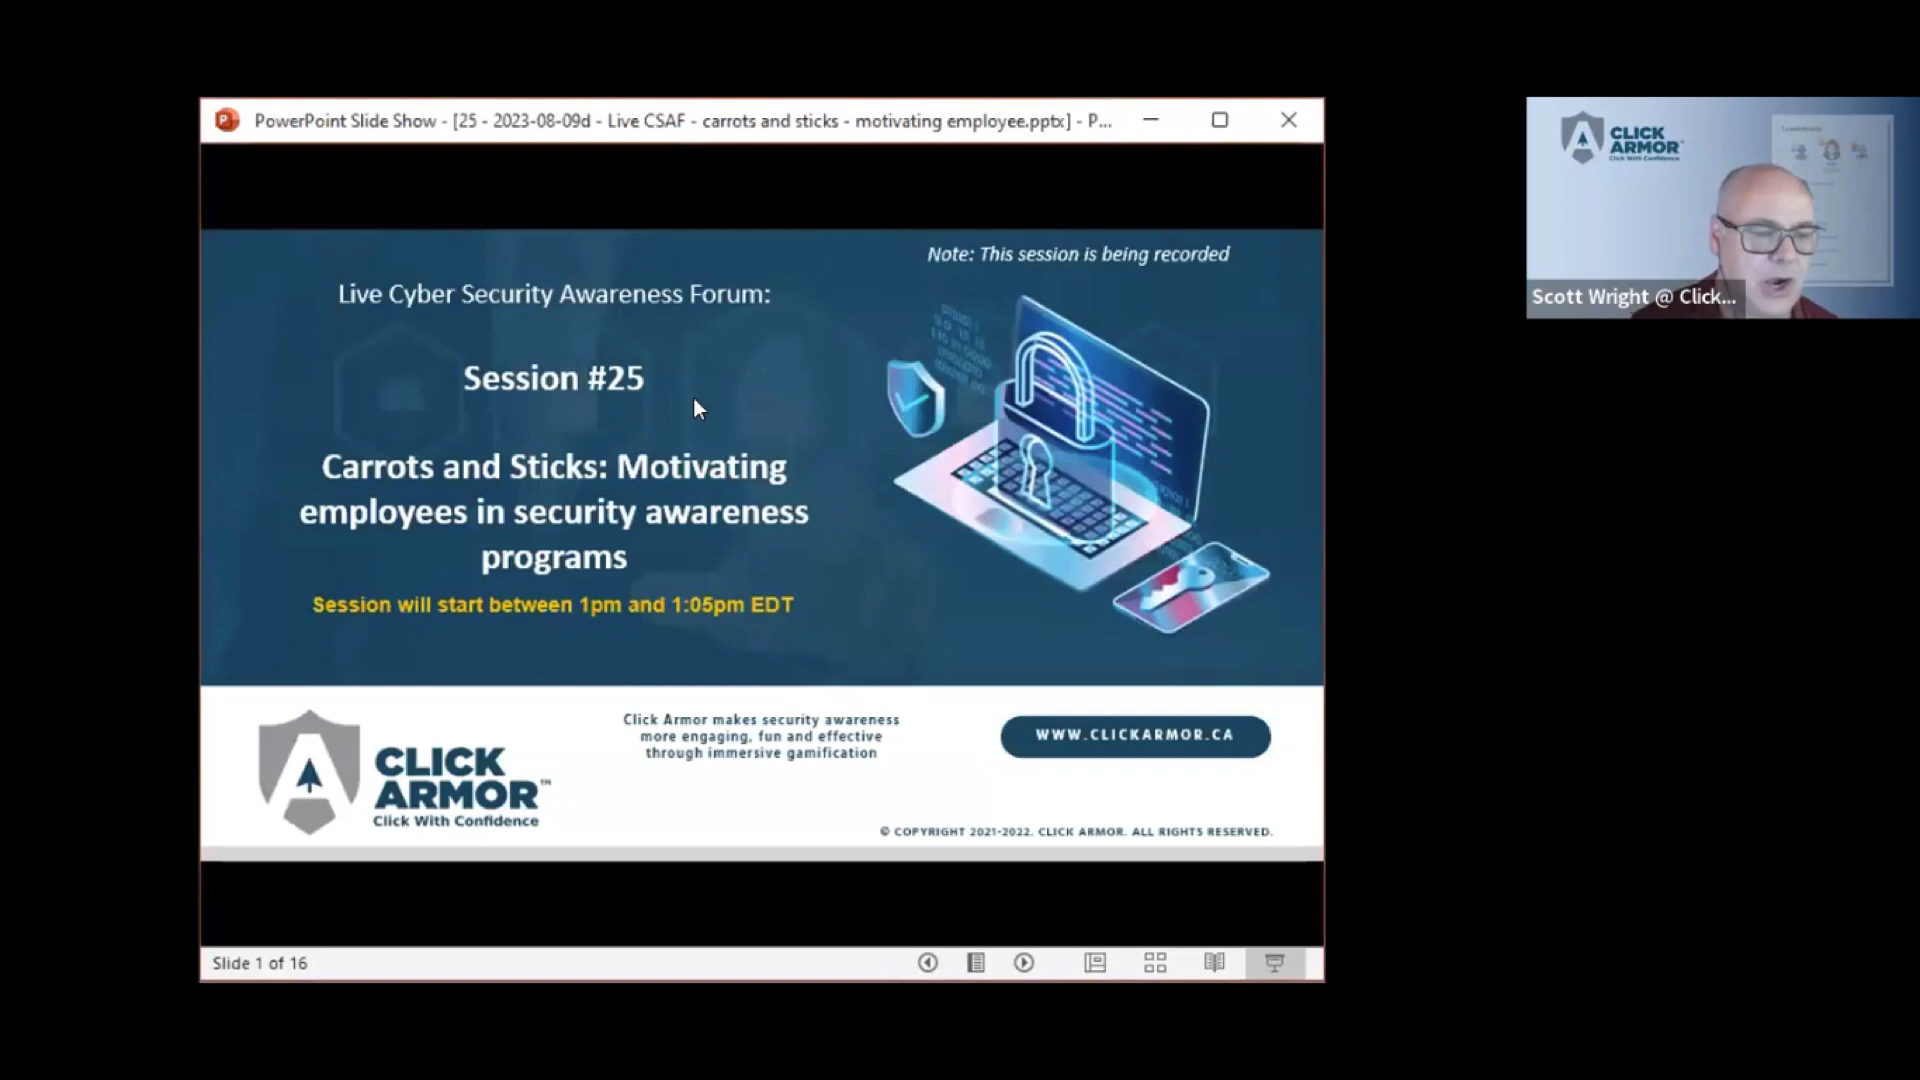 PowerPoint Slide Show - [25 - 2023-08-09d - Live CSAF - carrots and sticks - motivating employee.pptx] - P...
CLICK
ARMOR
Click With Confidence
Scott Wright @ Click...
Note: This session is being recorded
Live Cyber Security Awareness Forum:
Session #25
Carrots and Sticks: Motivating
employees in security awareness
programs
Session will start between 1pm and 1:05pm EDT
CLICK
ARMOR™
Click With Confidence
Click Armor makes security awareness
more engaging, fun and effective
through immersive gamification
WWW.CLICKARMOR.CA
© COPYRIGHT 2021-2022. CLICK ARMOR. ALL RIGHTS RESERVED.
Slide 1 of 16